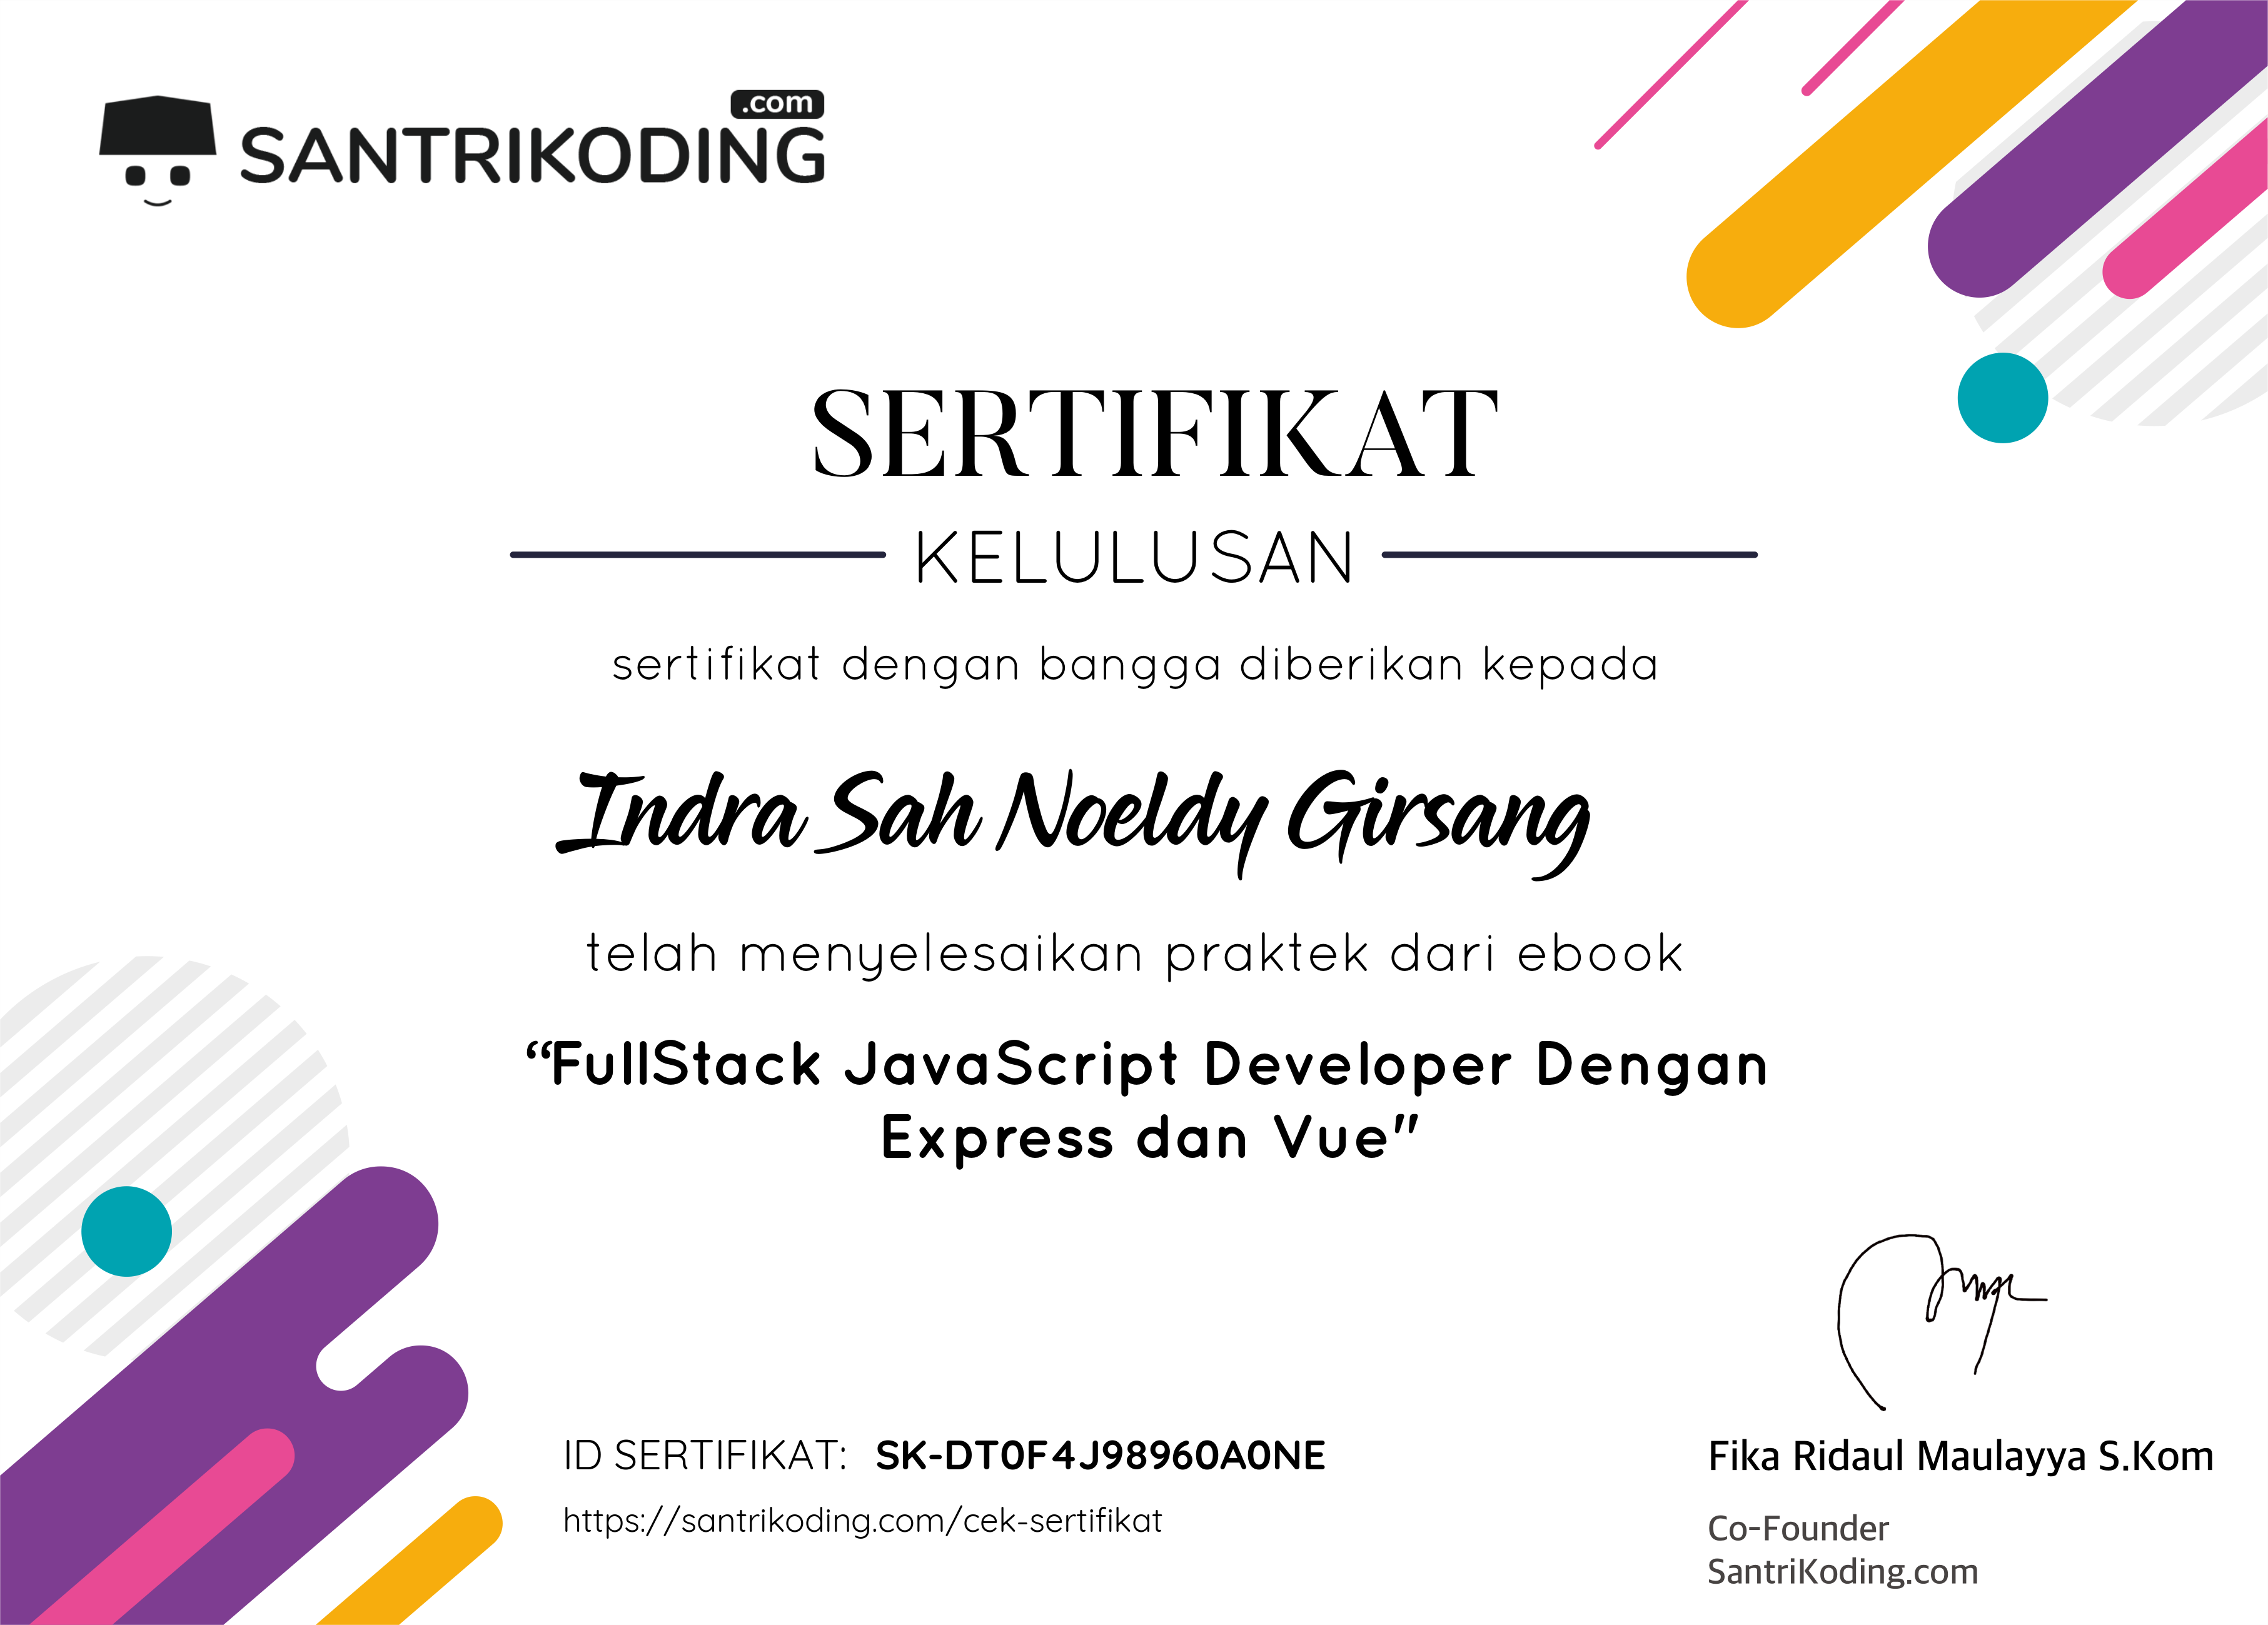 .com
SANTRIKODING
SERTIFIKAT
KELULUSAN
sertifikat dengan bangga diberikan kepada
Indra Sah Noeldy Girsang
telah menyelesaikan praktek dari ebook
“FullStack JavaScript Developer Dengan
Express dan Vue”
ID SERTIFIKAT: SK-DT0F4J98960A0NE
https://santrikoding.com/cek-sertifikat
Fika Ridaul Maulayya S.Kom
Co-Founder
SantriKoding.com